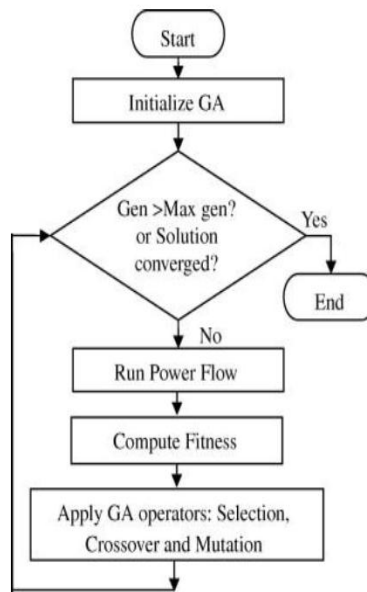 Start
Initialize GA
Gen >Max gen?
or Solution
converged?
Yes
End
No
Run Power Flow
Compute Fitness
Apply GA operators: Selection,
Crossover and Mutation